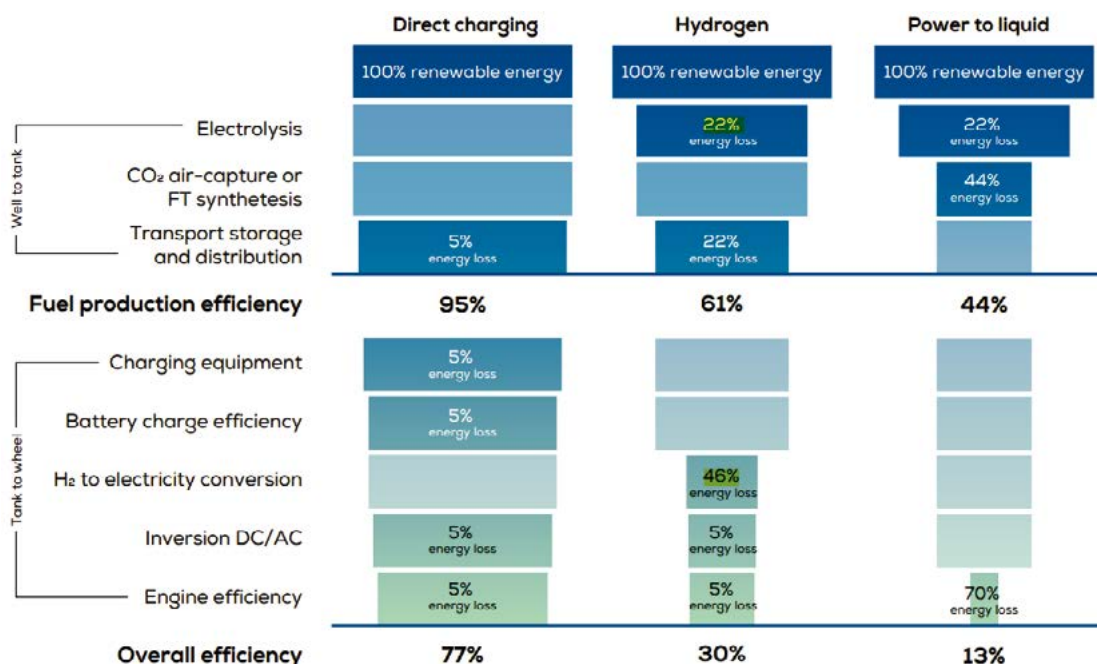 Direct charging Hydrogen Power to liquid
100% renewable energy 100% renewable energy 100% renewable energy
Well to tank
Electrolysis
22% 22%
energy loss energy loss
CO₂ air-capture or
FT synthetesis
44%
energy loss
Transport storage
and distribution
5% 22%
energy loss energy loss
Fuel production efficiency 95% 61% 44%
Tank to wheel
Charging equipment
5%
energy loss
Battery charge efficiency
5%
energy loss
H₂ to electricity conversion
46%
energy loss
Inversion DC/AC
5% 5%
energy loss energy loss
Engine efficiency
5% 5% 70%
energy loss energy loss energy loss
Overall efficiency 77% 30% 13%